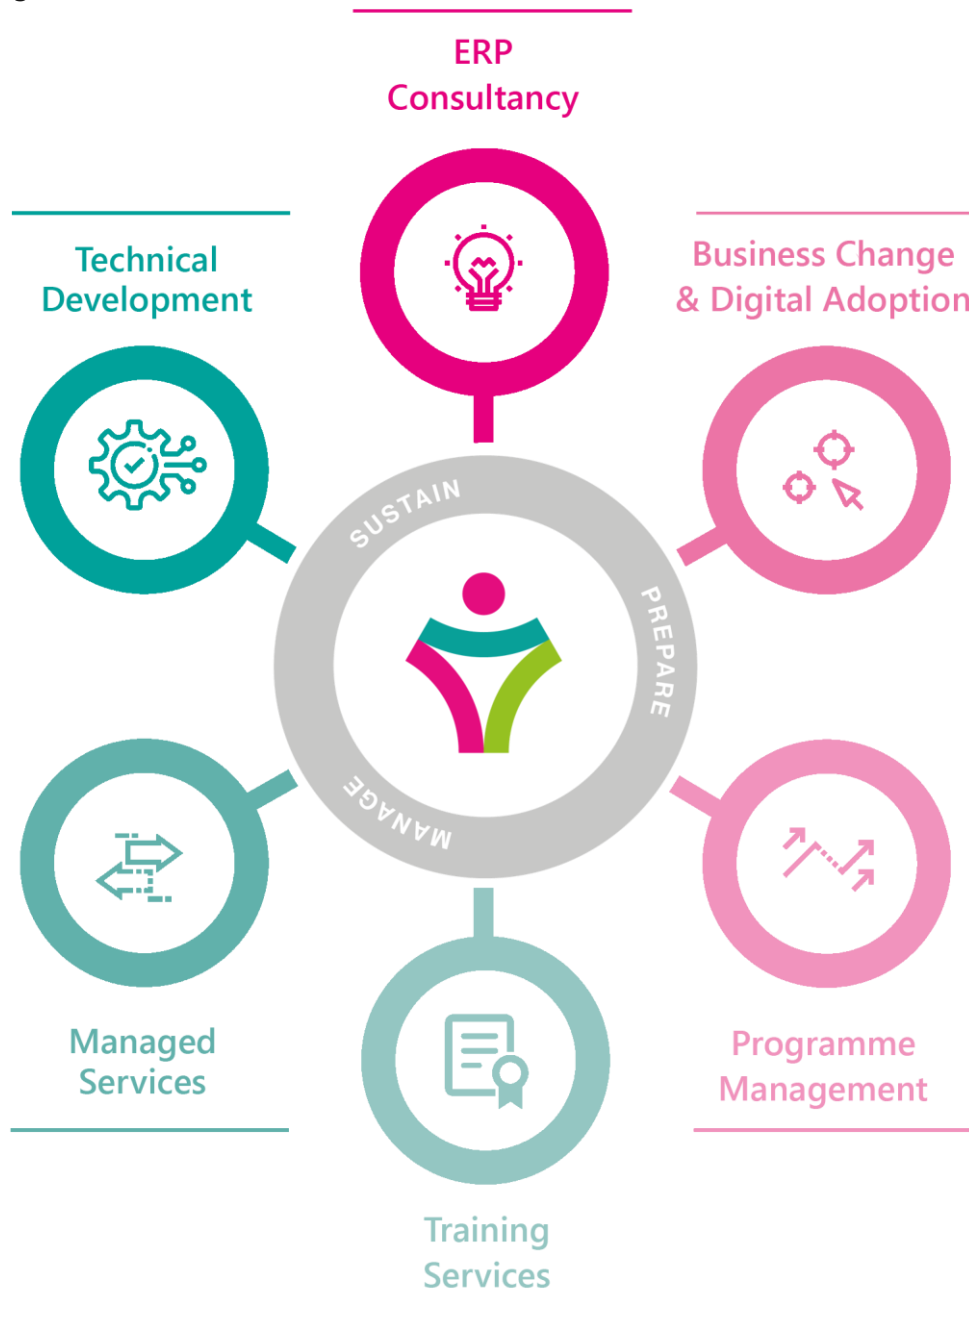 ERP
Consultancy
Technical
Development
Business Change
& Digital Adoption
SUSTAIN
PREPARE
MANAGE
Managed
Services
Programme
Management
Training
Services